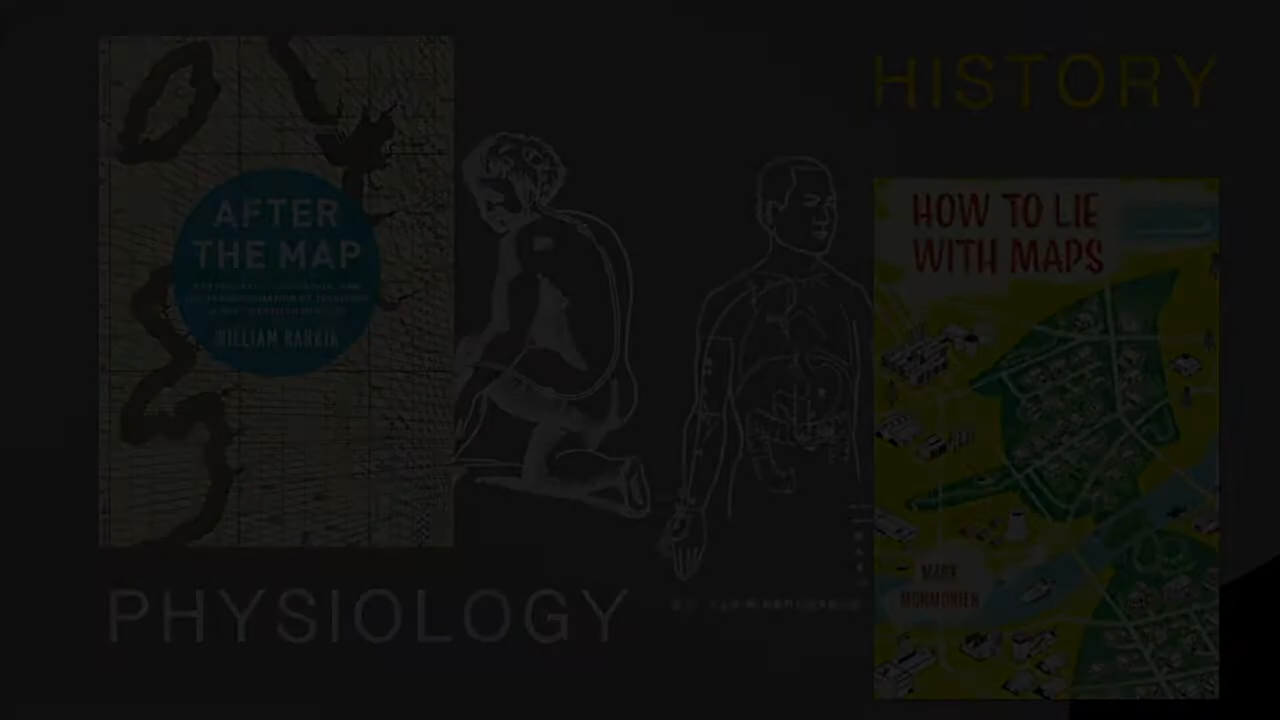 HISTORY
AFTER
THE MAP
WILLIAM RANKIN
HOW TO LIE
WITH MAPS
MARK
MONMONIER
PHYSIOLOGY